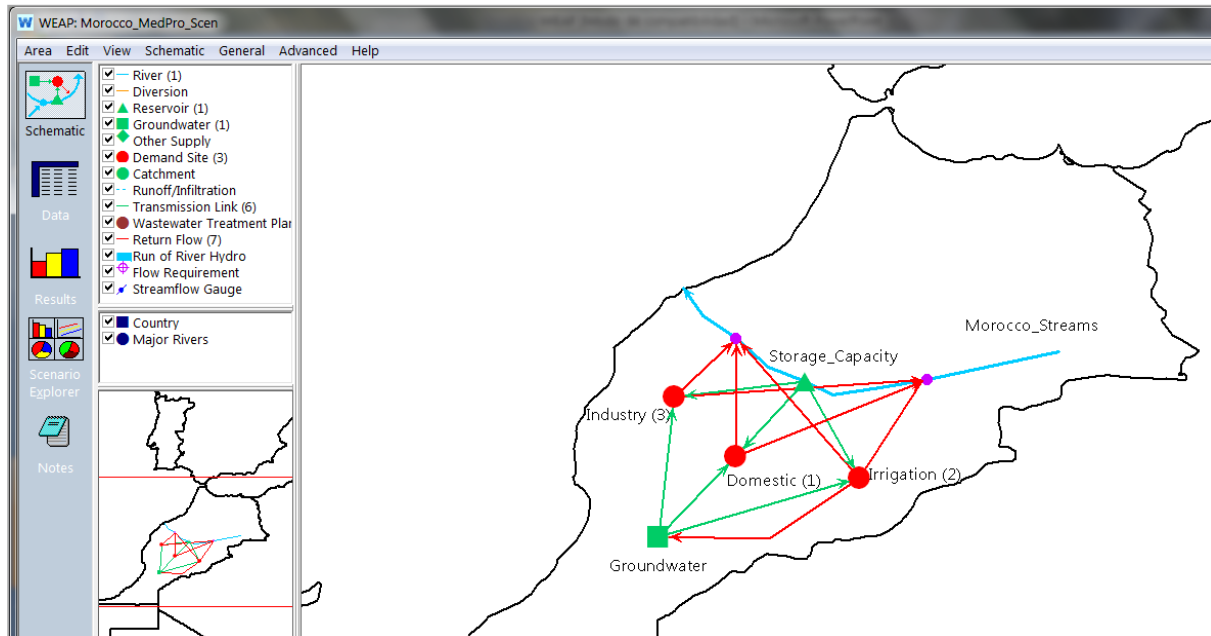 WEAP: Morocco_MedPro_Scen
Area Edit View Schematic General Advanced Help
Schematic
Data
Results
Scenario
Explorer
Notes
River (1)
Diversion
Reservoir (1)
Groundwater (1)
Other Supply
Demand Site (3)
Catchment
Runoff/Infiltration
Transmission Link (6)
Wastewater Treatment Plan
Return Flow (7)
Run of River Hydro
Flow Requirement
Streamflow Gauge
Country
Major Rivers
Morocco_Streams
Storage_Capacity
Industry (3)
Domestic (1)
Irrigation (2)
Groundwater